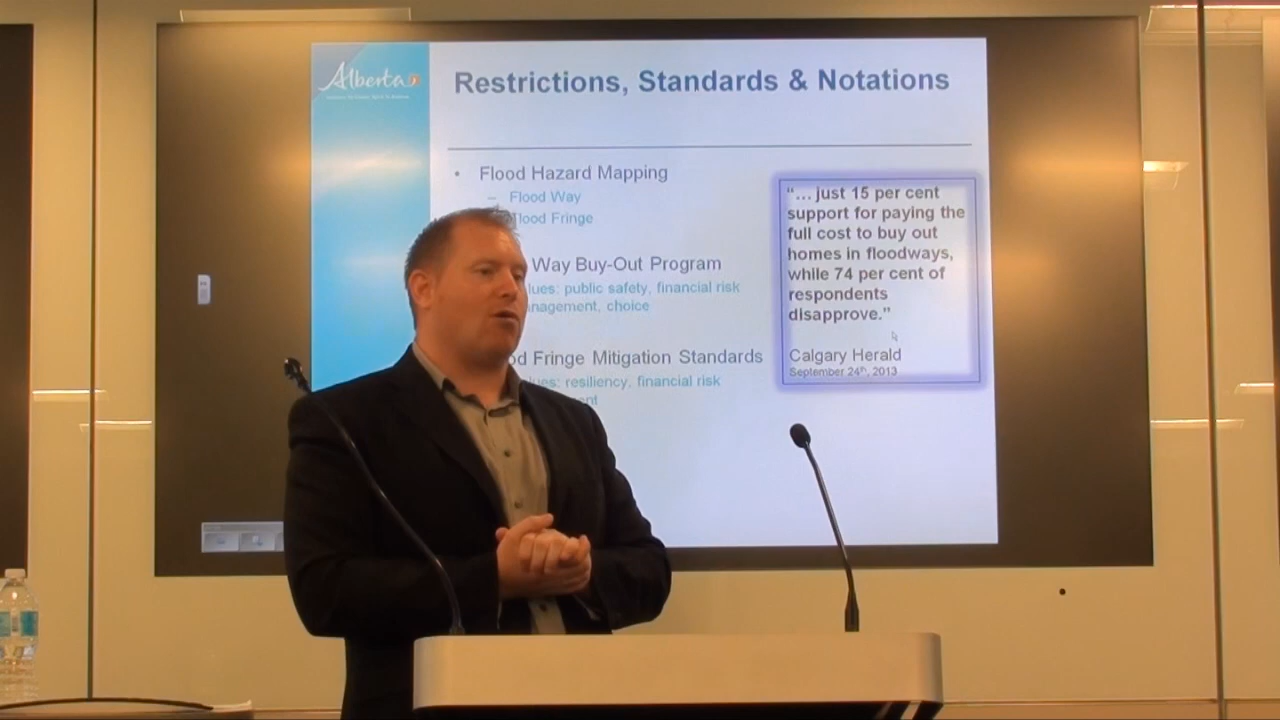 Alberta
Restrictions, Standards & Notations
• Flood Hazard Mapping
– Flood Way
lood Fringe
Way Buy-Out Program
lues: public safety, financial risk
nagement, choice
od Fringe Mitigation Standards
lues: resiliency, financial risk
ent
“... just 15 per cent
support for paying the
full cost to buy out
homes in floodways,
while 74 per cent of
respondents
disapprove.”
Calgary Herald
September 24th, 2013